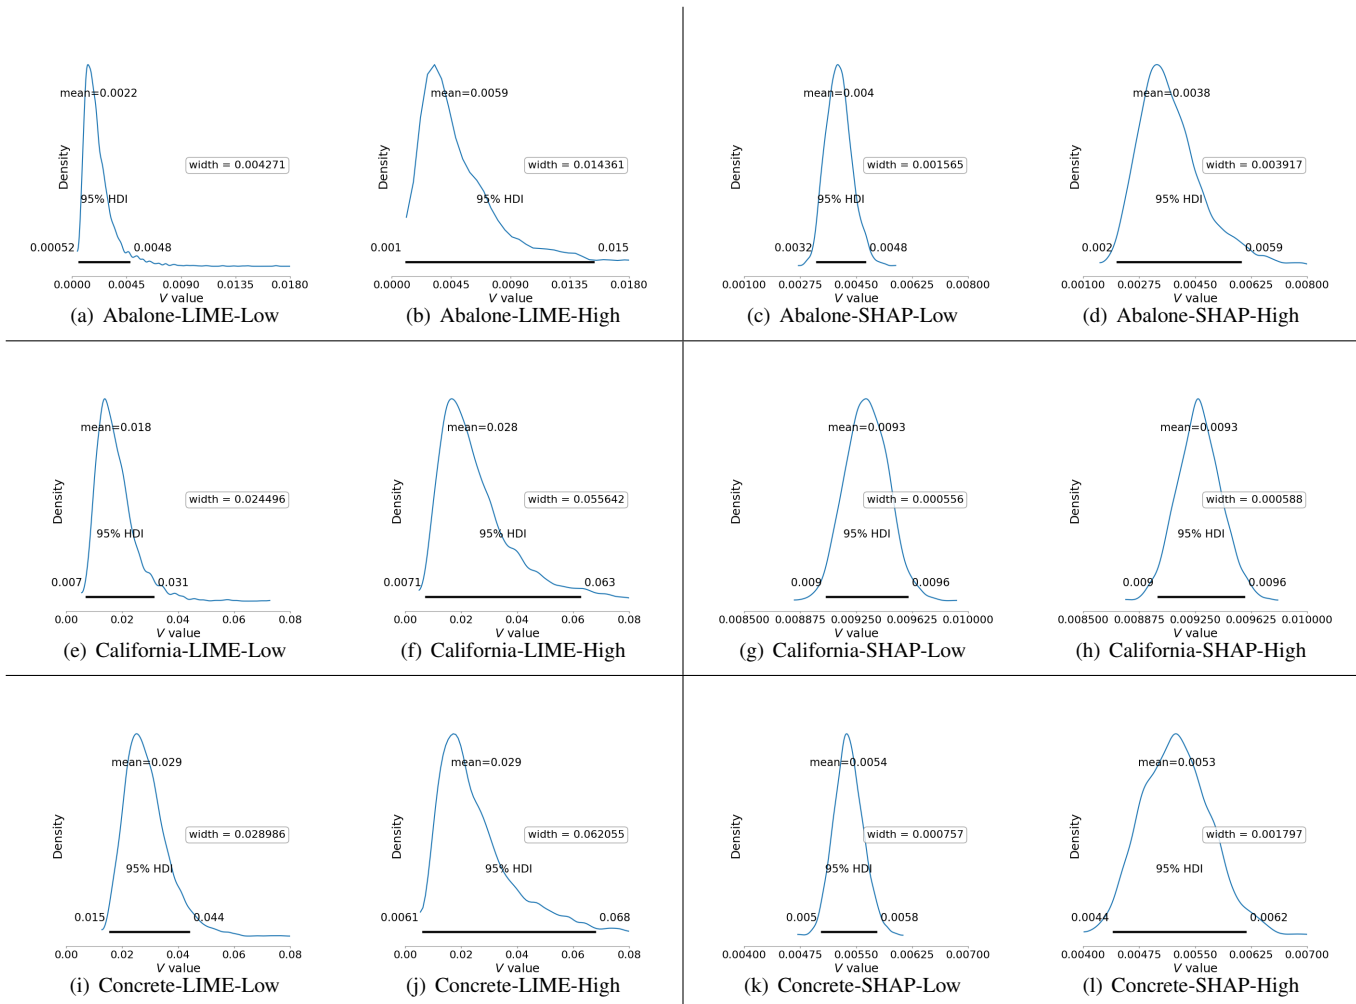 mean=0.0022
Density
width = 0.004271
95% HDI
0.00052
0.0048
0.0000 0.0045 0.0090 0.0135 0.0180
V value
(a) Abalone-LIME-Low
mean=0.0059
Density
width = 0.014361
95% HDI
0.001
0.015
0.0000 0.0045 0.0090 0.0135 0.0180
V value
(b) Abalone-LIME-High
mean=0.004
Density
width = 0.001565
95% HDI
0.0032
0.0048
0.00100 0.00275 0.00450 0.00625 0.00800
V value
(c) Abalone-SHAP-Low
mean=0.0038
Density
width = 0.003917
95% HDI
0.002
0.0059
0.00100 0.00275 0.00450 0.00625 0.00800
V value
(d) Abalone-SHAP-High
mean=0.018
Density
width = 0.024496
95% HDI
0.007
0.031
0.00 0.02 0.04 0.06 0.08
V value
(e) California-LIME-Low
mean=0.028
Density
width = 0.055642
95% HDI
0.0071
0.063
0.00 0.02 0.04 0.06 0.08
V value
(f) California-LIME-High
mean=0.0093
Density
width = 0.000556
95% HDI
0.009
0.0096
0.008500 0.008875 0.009250 0.009625 0.010000
V value
(g) California-SHAP-Low
mean=0.0093
Density
width = 0.000588
95% HDI
0.009
0.0096
0.008500 0.008875 0.009250 0.009625 0.010000
V value
(h) California-SHAP-High
mean=0.029
Density
width = 0.028986
95% HDI
0.015
0.044
0.00 0.02 0.04 0.06 0.08
V value
(i) Concrete-LIME-Low
mean=0.029
Density
width = 0.062055
95% HDI
0.0061
0.068
0.00 0.02 0.04 0.06 0.08
V value
(j) Concrete-LIME-High
mean=0.0054
Density
width = 0.000757
95% HDI
0.005
0.0058
0.00400 0.00475 0.00550 0.00625 0.00700
V value
(k) Concrete-SHAP-Low
mean=0.0053
Density
width = 0.001797
95% HDI
0.0044
0.0062
0.00400 0.00475 0.00550 0.00625 0.00700
V value
(l) Concrete-SHAP-High